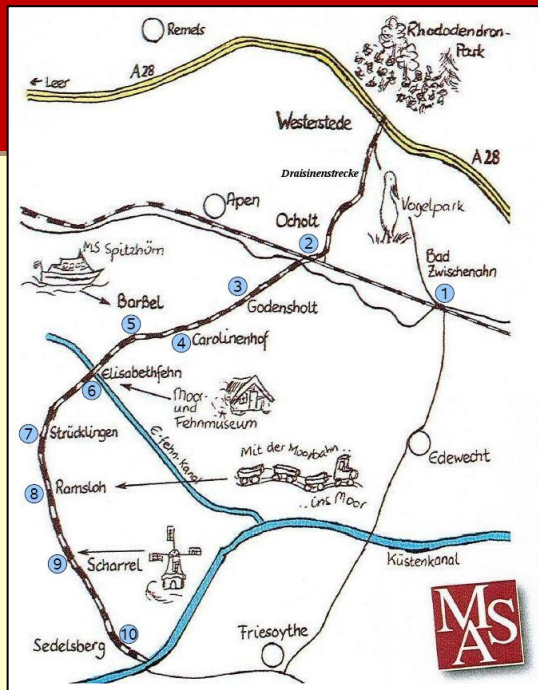 Remels
Rhododendron-
Park
← Leer
A28
Westerstede
A28
Draisinenstrecke
Vogelpark
Apen
Ocholt
2
Bad
Zwischenahn
1
MS Spitzhörn
Barßel
3
Godensholt
5
4
Carolinenhof
Elisabethfehn
6
Moor-
und
Fehnmuseum
7
Strücklingen
E-fehn-Kanal
Mit der Moorbahn
...ins Moor
Edewecht
8
Ramsloh
9
Scharrel
Küstenkanal
10
Sedelsberg
Friesoythe
MSA